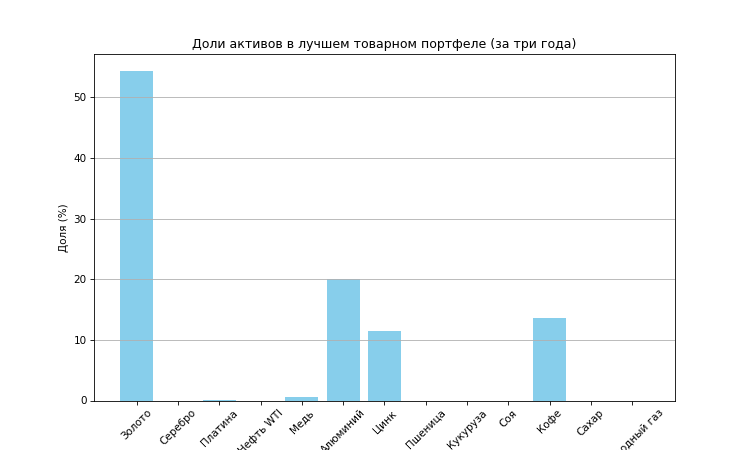 Доли активов в лучшем товарном портфеле (за три года)
Доля (%)
50
40
30
20
10
0
Золото
Серебро
Платина
Нефть WTI
Медь
Алюминий
Цинк
Пшеница
Кукуруза
Соя
Кофе
Сахар
газ